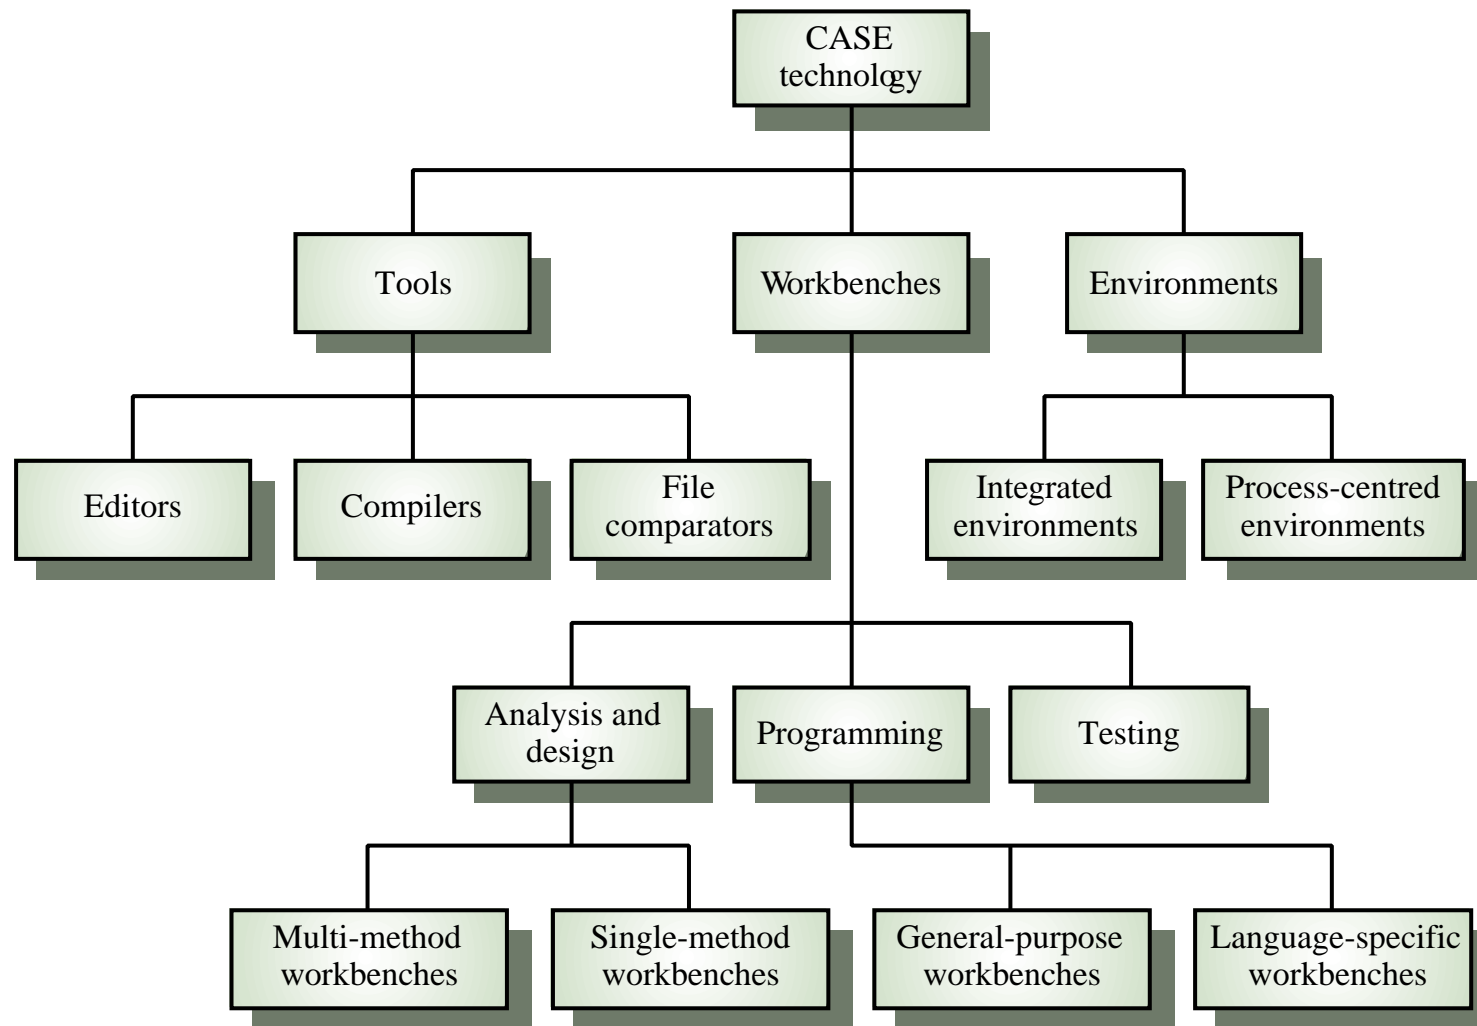 CASE
technology
Tools
Workbenches
Environments
Editors
Compilers
File
comparators
Integrated
environments
Process-centred
environments
Analysis and
design
Programming
Testing
Multi-method
workbenches
Single-method
workbenches
General-purpose
workbenches
Language-specific
workbenches